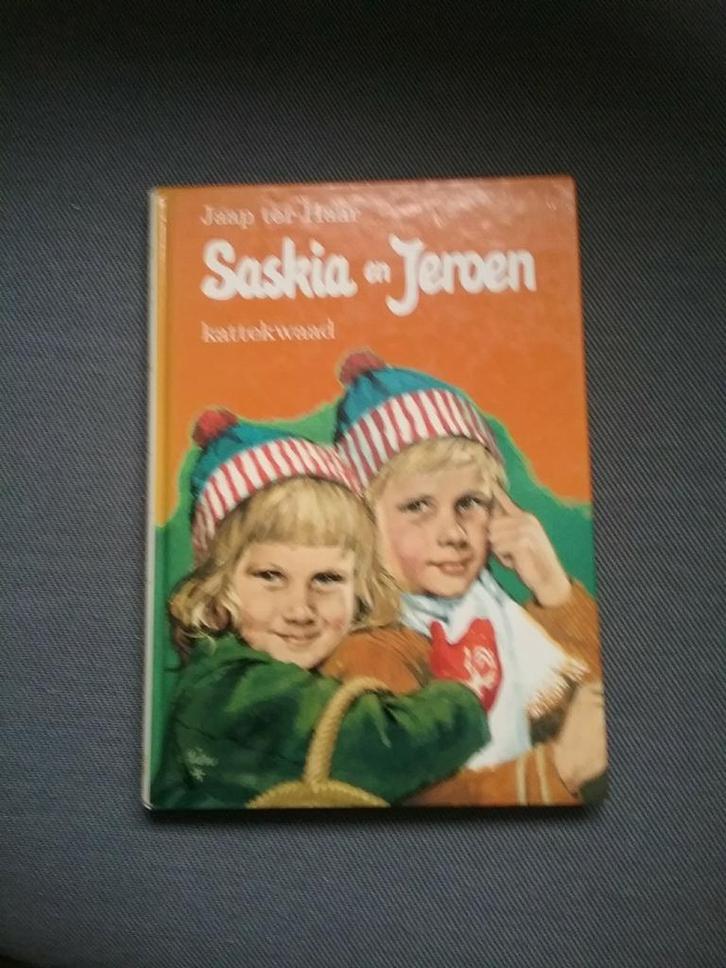 Jaap ter Haar
Saskia en Jeroen
kattekwaad